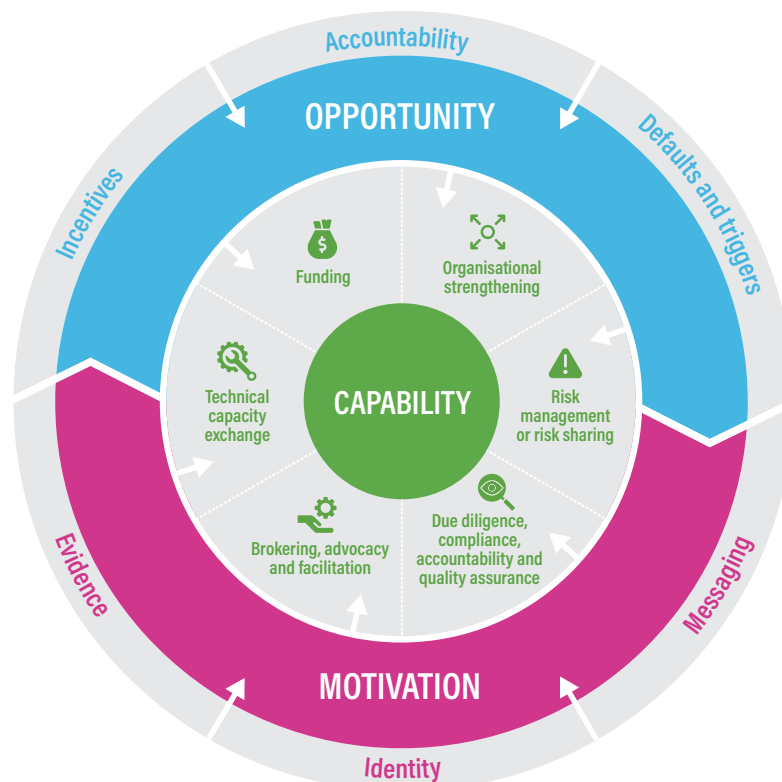 Accountability
OPPORTUNITY
Incentives
Defaults and triggers
$
Funding
Organisational
strengthening
Technical
capacity
exchange
CAPABILITY
Risk
management
or risk sharing
Brokering, advocacy
and facilitation
Due diligence,
compliance,
accountability and
quality assurance
Evidence
Messaging
MOTIVATION
Identity